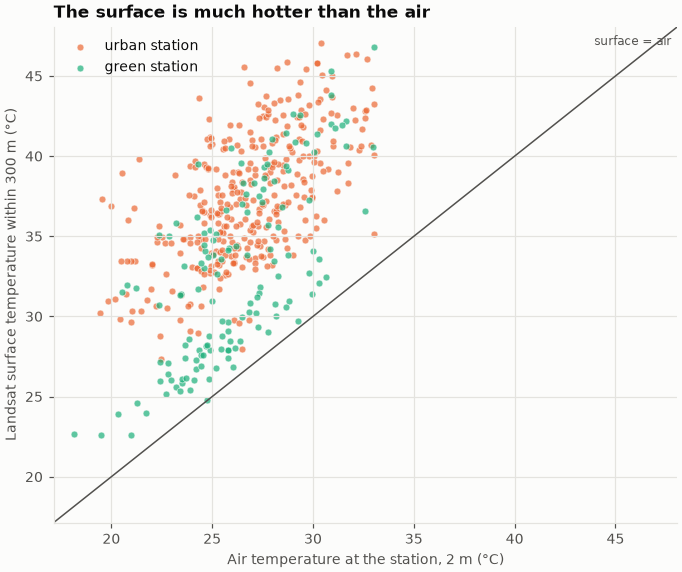 The surface is much hotter than the air
urban station
green station
surface = air
45
40
35
30
25
20
Landsat surface temperature within 300 m (°C)
20
25
30
35
40
45
Air temperature at the station, 2 m (°C)